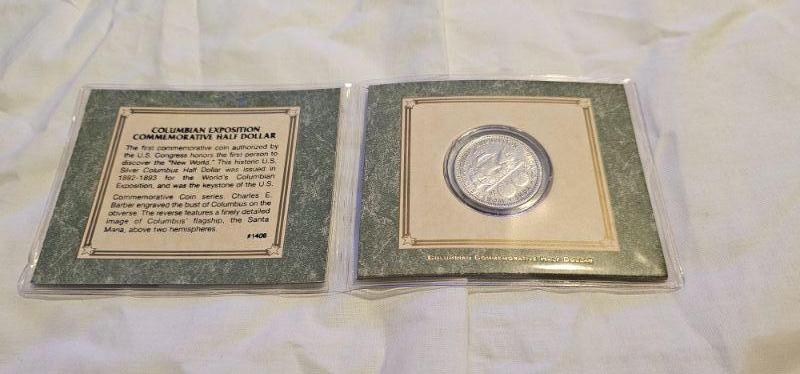 COLUMBIAN EXPOSITION
COMMEMORATIVE HALF DOLLAR
The first commemorative coin authorized by
the U.S. Congress honors the first person to
discover the "New World." This historic U.S.
Silver Columbus Half Dollar was issued in
1892-1893 for the World's Columbian
Exposition, and was the keystone of the U.S.
Commemorative Coin series. Charles E.
Barber engraved the bust of Columbus on the
obverse. The reverse features a finely detailed
image of Columbus' flagship, the Santa
Maria, above two hemispheres.
#1406
COLUMBIAN COMMEMORATIVE HALF DOLLAR